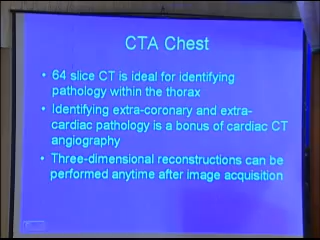 CTA Chest
• 64 slice CT is ideal for identifying
pathology within the thorax
• Identifying extra-coronary and extra-
cardiac pathology is a bonus of cardiac CT
angiography
• Three-dimensional reconstructions can be
performed anytime after image acquisition